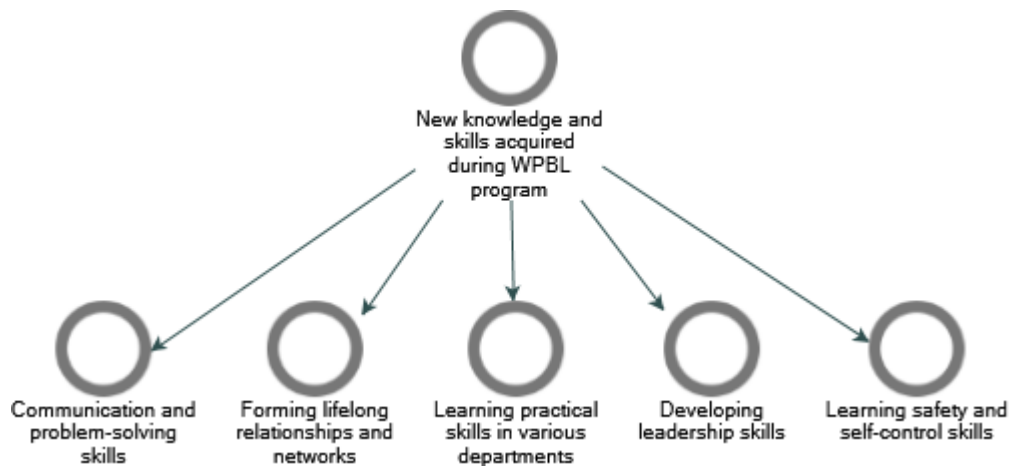 New knowledge and
skills acquired
during WPBL
program
Communication and
problem-solving
skills
Forming lifelong
relationships and
networks
Learning practical
skills in various
departments
Developing
leadership skills
Learning safety and
self-control skills